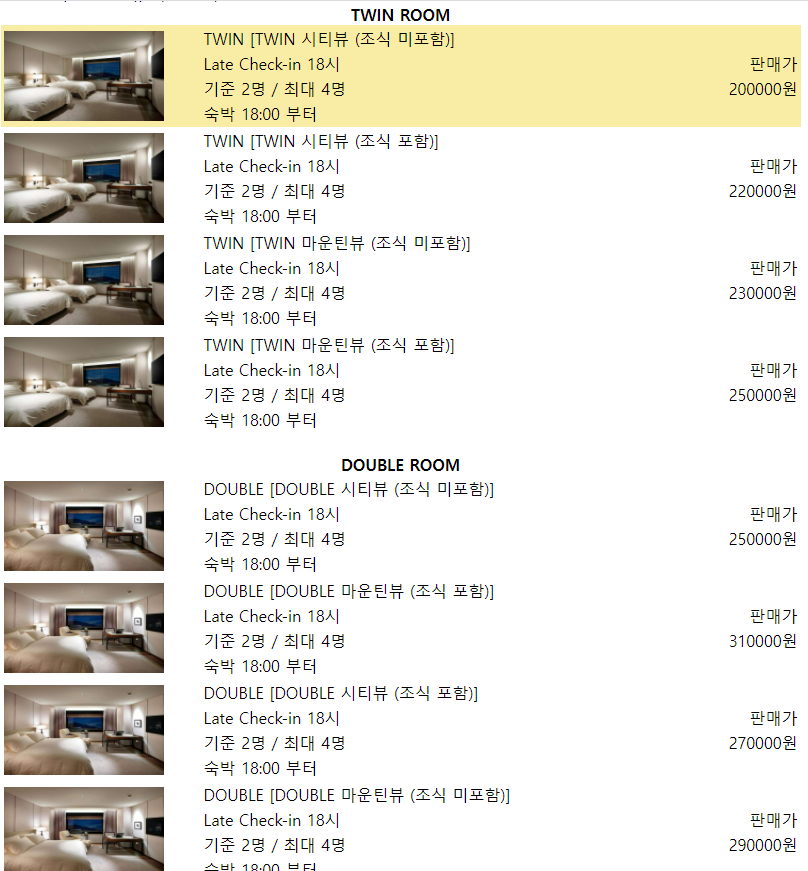 TWIN ROOM
TWIN [TWIN 시티뷰 (조식 미포함)]
Late Check-in 18시
판매가
기준 2명 / 최대 4명
200000원
숙박 18:00 부터
TWIN [TWIN 시티뷰 (조식 포함)]
Late Check-in 18시
판매가
기준 2명 / 최대 4명
220000원
숙박 18:00 부터
TWIN [TWIN 마운틴뷰 (조식 미포함)]
Late Check-in 18시
판매가
기준 2명 / 최대 4명
230000원
숙박 18:00 부터
TWIN [TWIN 마운틴뷰 (조식 포함)]
Late Check-in 18시
판매가
기준 2명 / 최대 4명
250000원
숙박 18:00 부터
DOUBLE ROOM
DOUBLE [DOUBLE 시티뷰 (조식 미포함)]
Late Check-in 18시
판매가
기준 2명 / 최대 4명
250000원
숙박 18:00 부터
DOUBLE [DOUBLE 마운틴뷰 (조식 포함)]
Late Check-in 18시
판매가
기준 2명 / 최대 4명
310000원
숙박 18:00 부터
DOUBLE [DOUBLE 시티뷰 (조식 포함)]
Late Check-in 18시
판매가
기준 2명 / 최대 4명
270000원
숙박 18:00 부터
DOUBLE [DOUBLE 마운틴뷰 (조식 미포함)]
Late Check-in 18시
판매가
기준 2명 / 최대 4명
290000원
숙박 18:00 부터